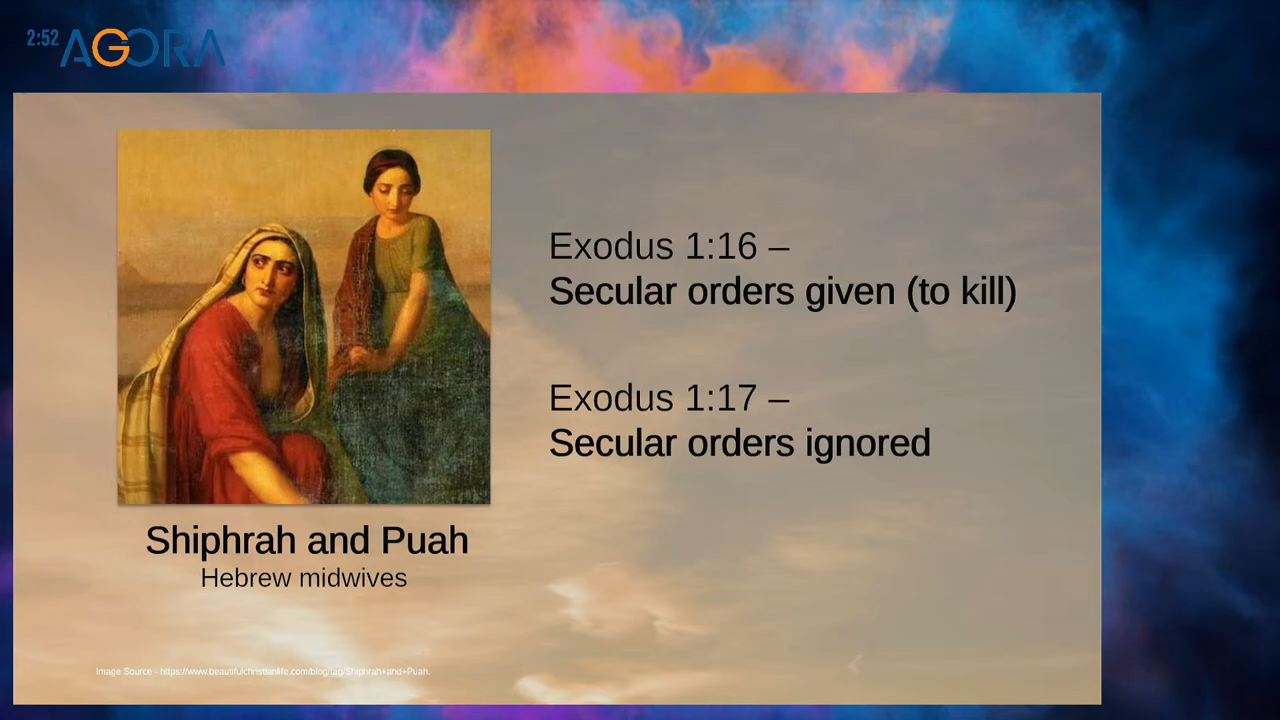 2:52 AGORA
Exodus 1:16 –
Secular orders given (to kill)
Exodus 1:17 –
Secular orders ignored
Shiphrah and Puah
Hebrew midwives
Image Source - https://www.beautifulchristianlife.com/blog/tag/Shiphrah+and+Puah.